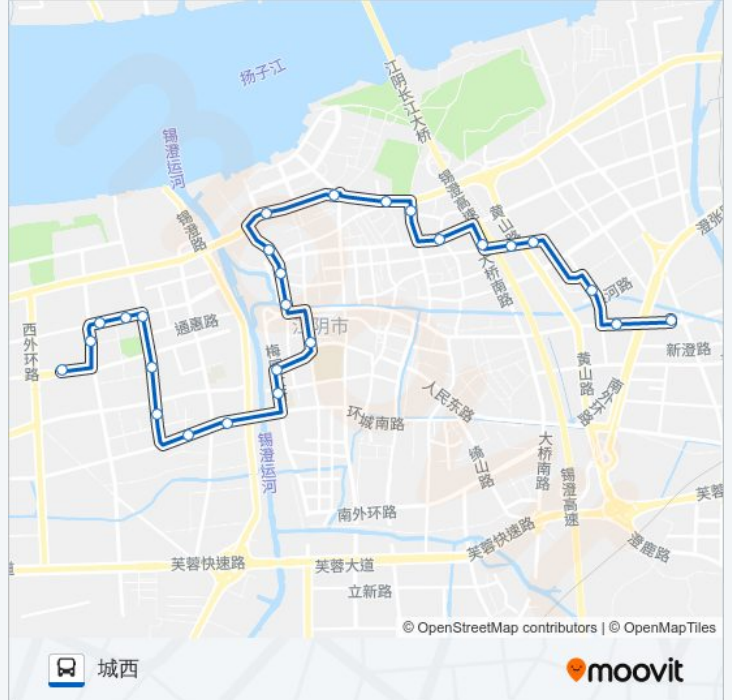 扬子江
江阴长江大桥
锡澄运河
锡澄高速
黄山路
锡澄路
澄张路
大桥南路
河路
通惠路
江阴市
西外环路
新澄路
黄山路
南外环路
人民东路
环城南路
锡澄运河
绮山路
大桥南路
锡澄高速
南外环路
芙蓉
芙蓉快速路
澄鹿路
芙蓉快速路
芙蓉大道
立新路
道
© OpenStreetMap contributors | © OpenMapTiles
城西
moovit